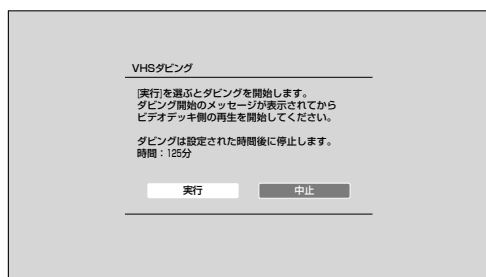 VHSダビング
[実行]を選ぶとダビングを開始します。
ダビング開始のメッセージが表示されてから
ビデオデッキ側の再生を開始してください。
ダビングは設定された時間後に停止します。
時間：125分
実行
中止